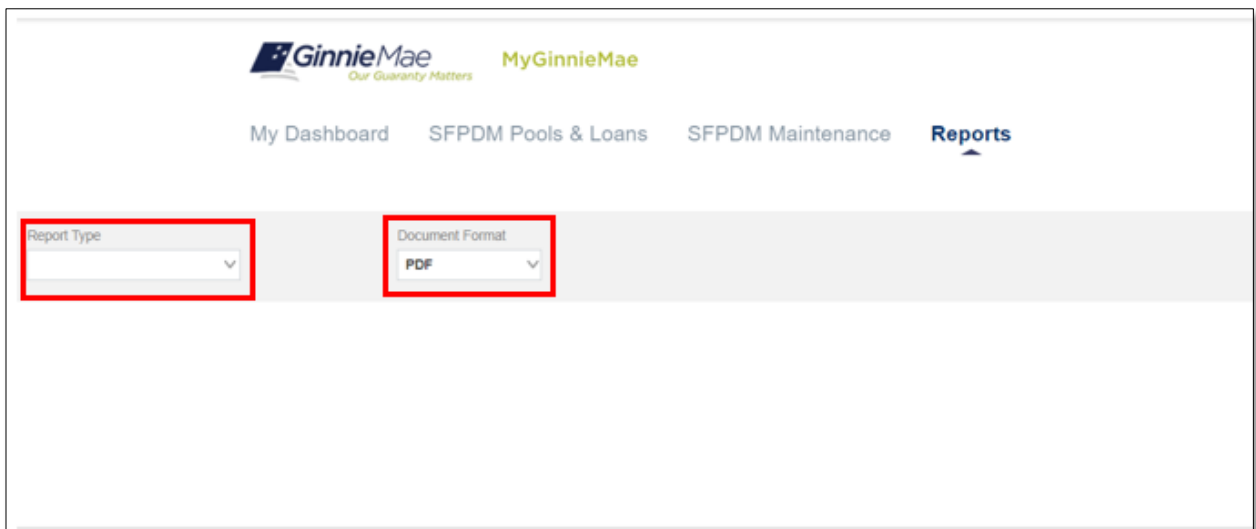 GinnieMae
Our Guaranty Matters
MyGinnieMae
My Dashboard SFPDM Pools & Loans SFPDM Maintenance Reports
Report Type Document Format
PDF